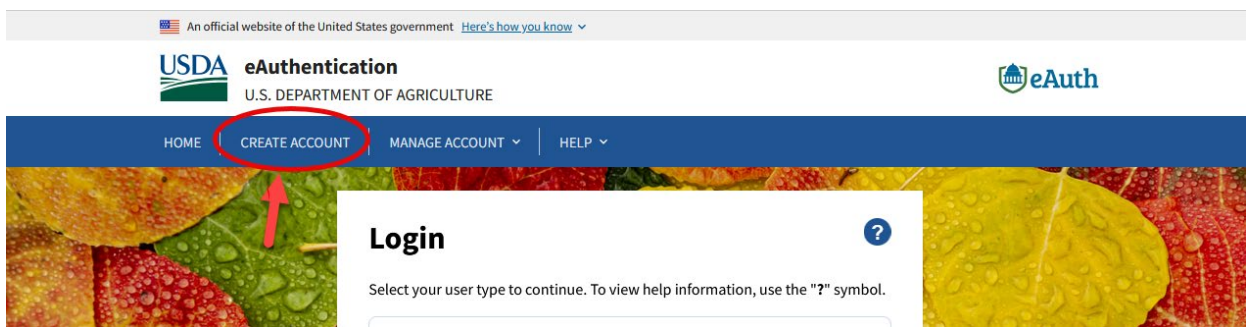 An official website of the United States government Here's how you know
USDA eAuthentication
U.S. DEPARTMENT OF AGRICULTURE
eAuth
HOME CREATE ACCOUNT MANAGE ACCOUNT HELP
Login
?
Select your user type to continue. To view help information, use the "?" symbol.